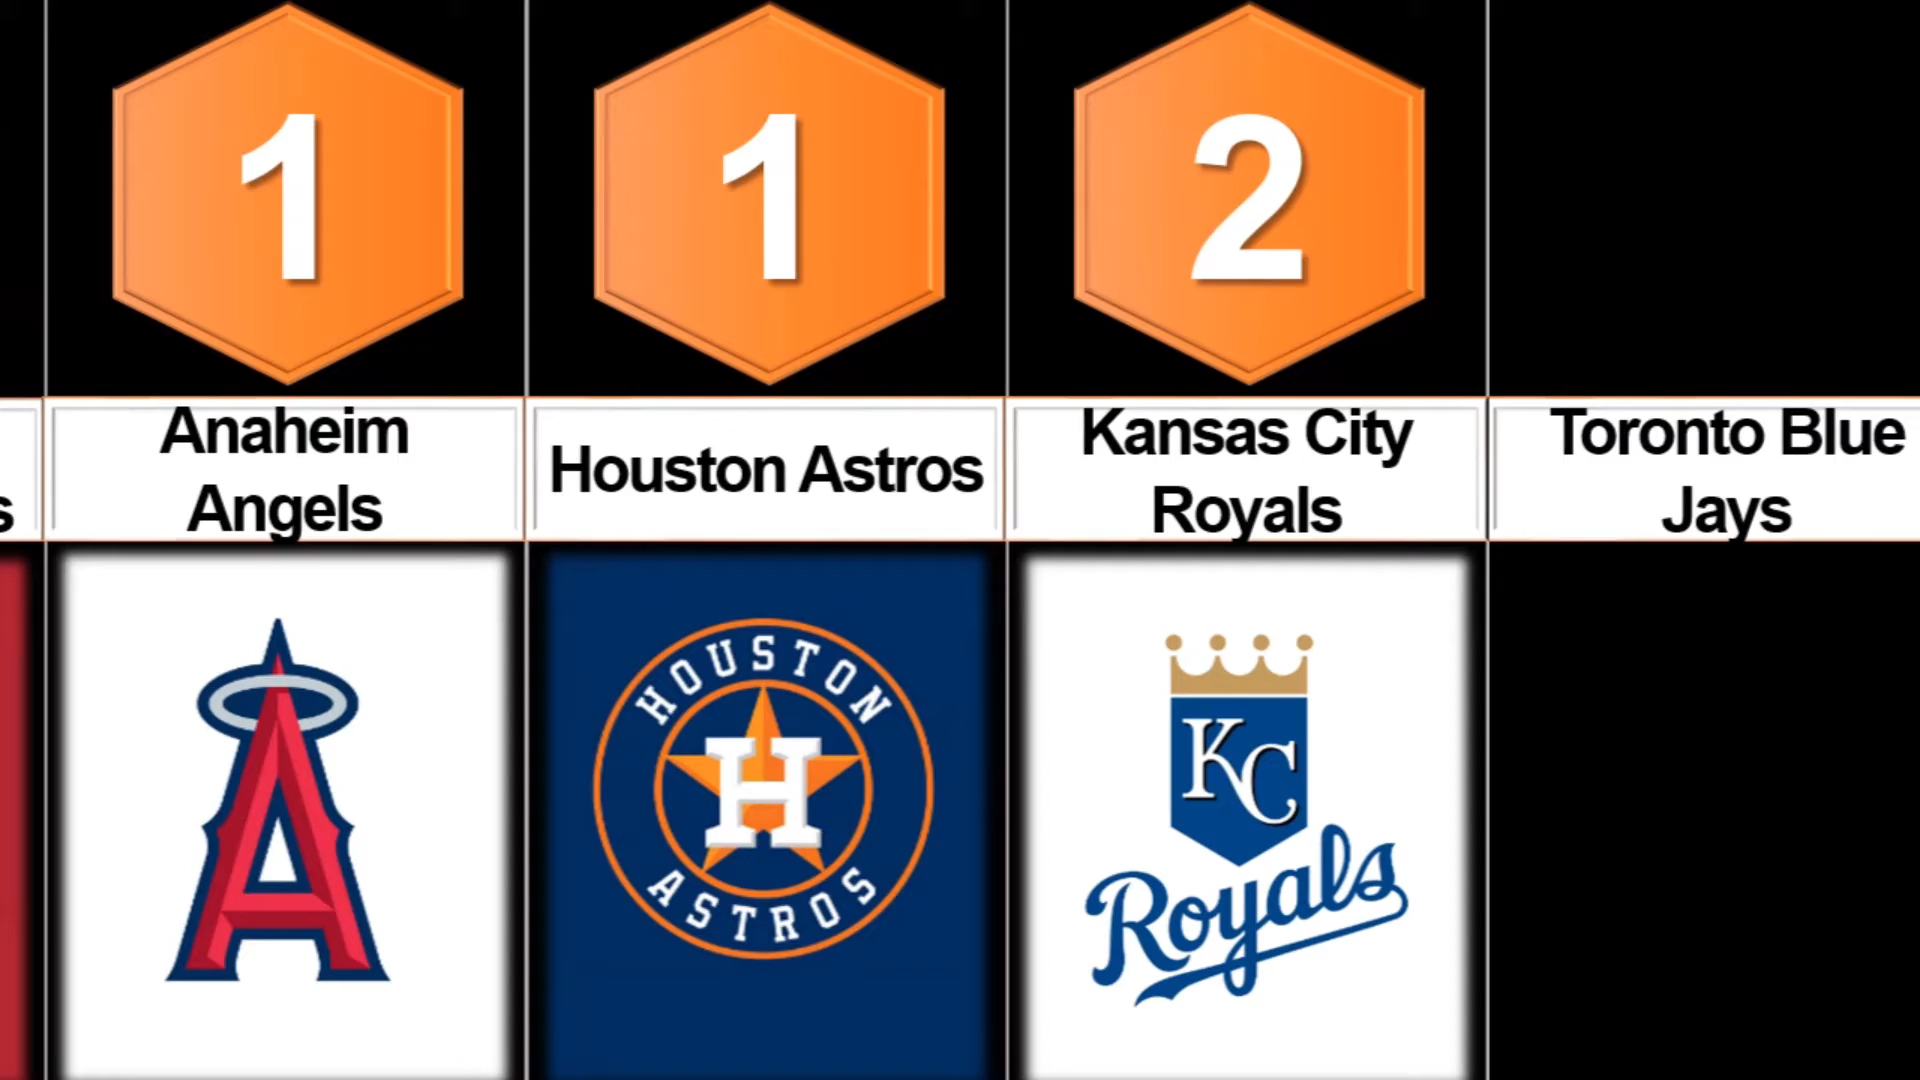 1
1
2
s
Anaheim
Angels
Houston Astros
Kansas City
Royals
Toronto Blue
Jays
A
HOUSTON
H
ASTROS
KC
Royals